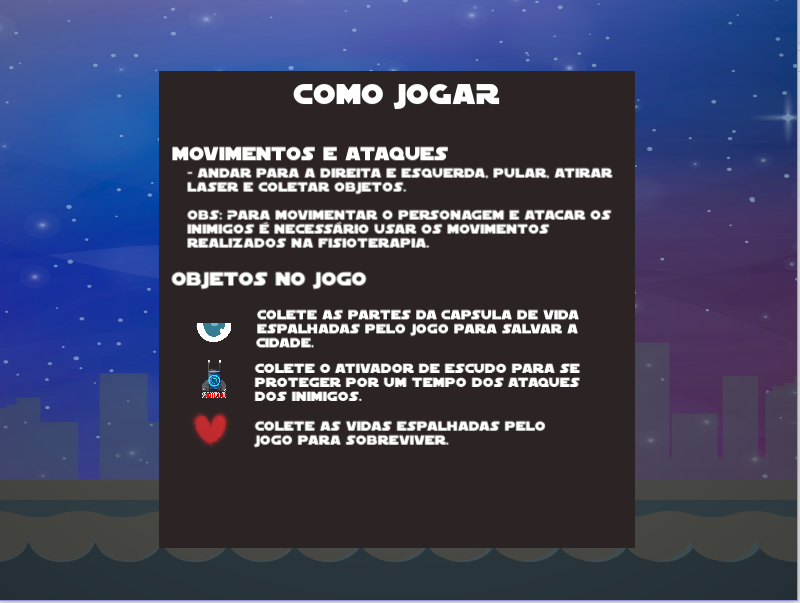 COMO JOGAR
MOVIMENTOS E ATAQUES
- ANDAR PARA A DIREITA E ESQUERDA, PULAR, ATIRAR
LASER E COLETAR OBJETOS.
OBS: PARA MOVIMENTAR O PERSONAGEM E ATACAR OS
INIMIGOS É NECESSÁRIO USAR OS MOVIMENTOS
REALIZADOS NA FISIOTERAPIA.
OBJETOS NO JOGO
COLETE AS PARTES DA CAPSULA DE VIDA
ESPALHADAS PELO JOGO PARA SALVAR A
CIDADE.
COLETE O ATIVADOR DE ESCUDO PARA SE
PROTEGER POR UM TEMPO DOS ATAQUES
DOS INIMIGOS.
COLETE AS VIDAS ESPALHADAS PELO
JOGO PARA SOBREVIVER.